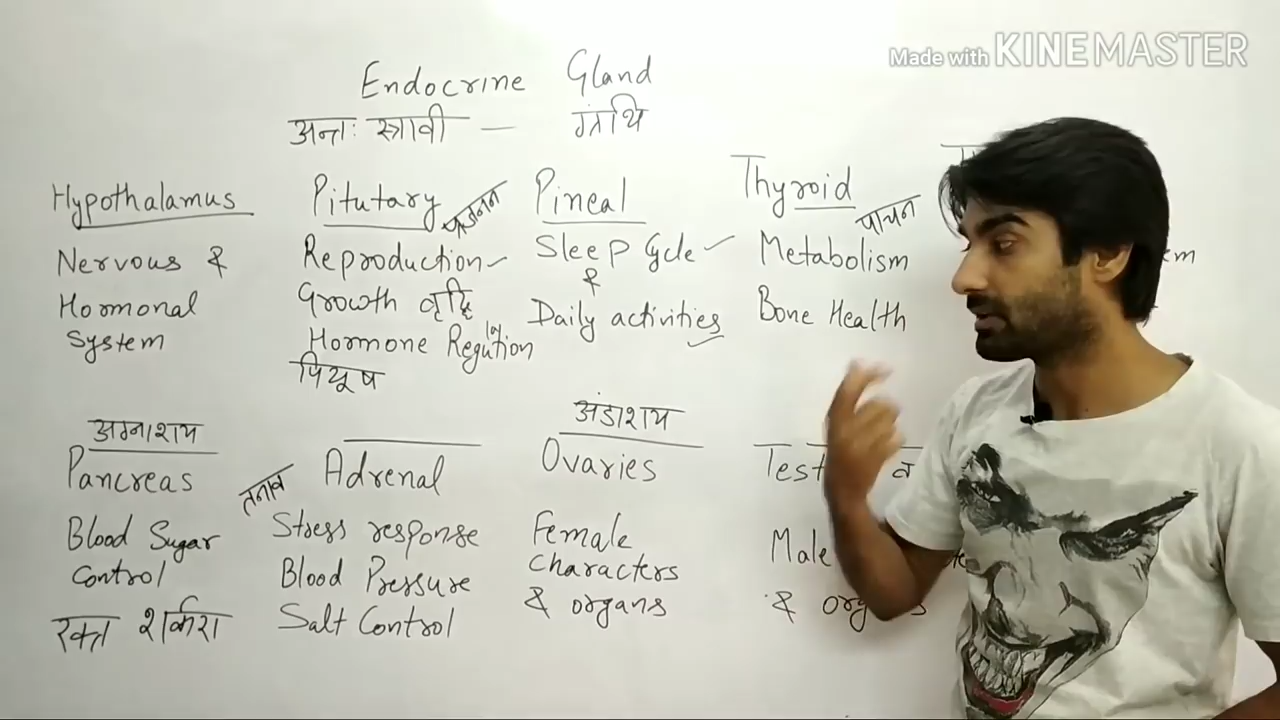 Made with KINEMASTER
Endocrine Gland
अन्तः स्त्रावी — ग्रंथि
Hypothalamus
Nervous &
Hormonal
System
Pitutary
प्रजनन
Reproduction
Growth वृद्धि
Hormone Regulation
पियूष
Pineal
Sleep Cycle
&
Daily activities
Thyroid
पाचन
Metabolism
Bone Health
अग्नाशय
Pancreas
Blood Sugar
Control
रक्त शर्करा
Adrenal
तनाव
Stress response
Blood Pressure
Salt Control
अंडाशय
Ovaries
Female
Characters
& organs
Male
&